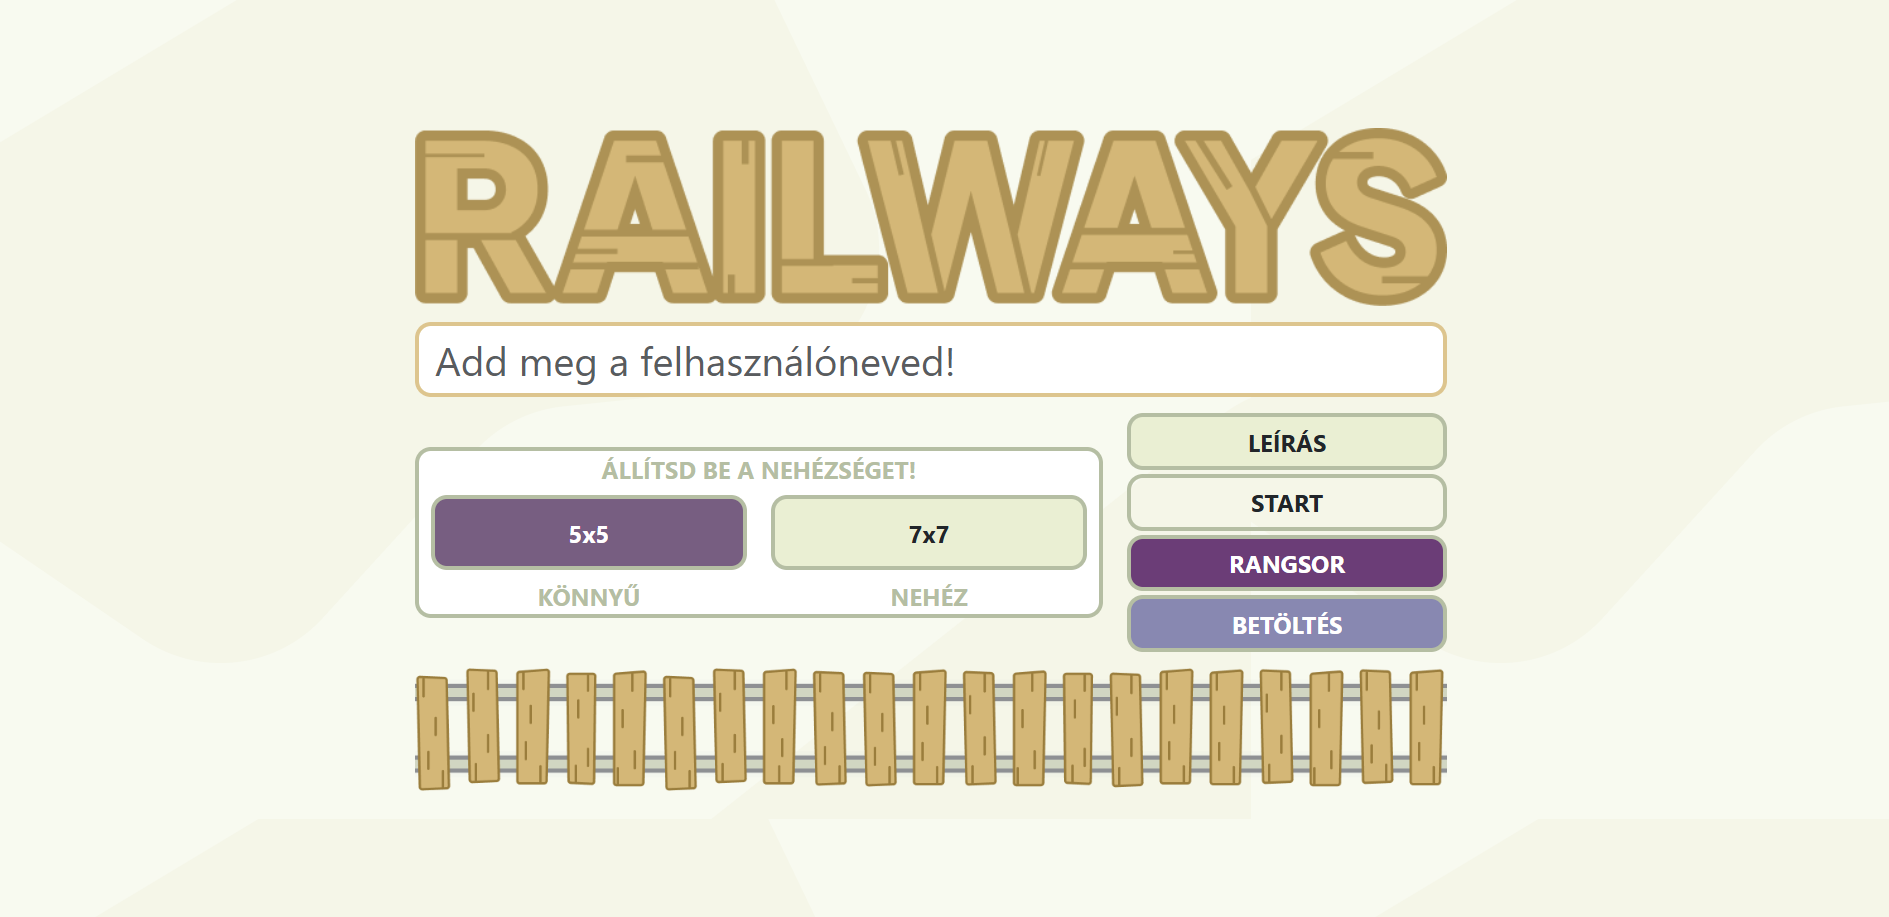 RAILWAYS
Add meg a felhasználóneved!
ÁLLÍTSD BE A NEHÉZSÉGET!
5x5
7x7
KÖNNYŰ
NEHÉZ
LEÍRÁS
START
RANGSOR
BETÖLTÉS